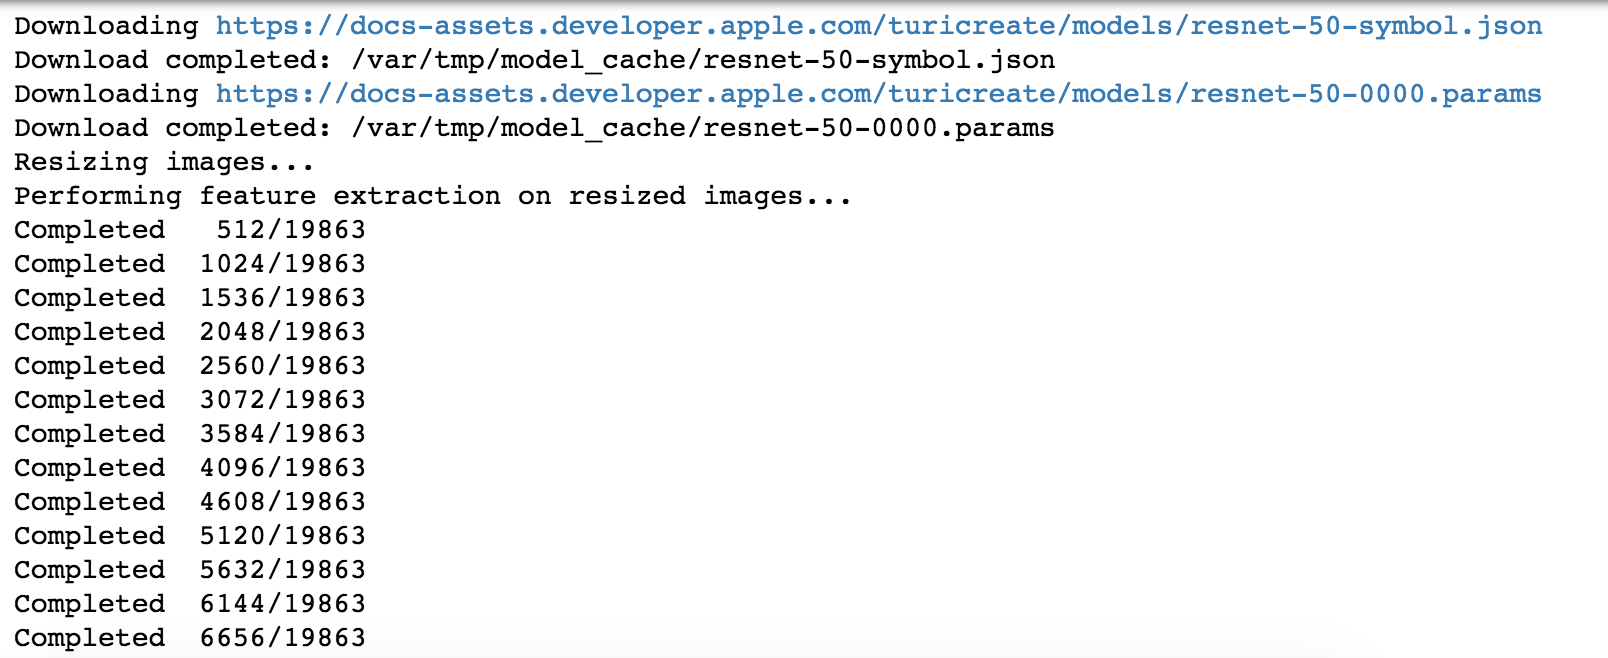 Downloading https://docs-assets.developer.apple.com/turicreate/models/resnet-50-symbol.json
Download completed: /var/tmp/model_cache/resnet-50-symbol.json
Downloading https://docs-assets.developer.apple.com/turicreate/models/resnet-50-0000.params
Download completed: /var/tmp/model_cache/resnet-50-0000.params
Resizing images...
Performing feature extraction on resized images...
Completed   512/19863
Completed  1024/19863
Completed  1536/19863
Completed  2048/19863
Completed  2560/19863
Completed  3072/19863
Completed  3584/19863
Completed  4096/19863
Completed  4608/19863
Completed  5120/19863
Completed  5632/19863
Completed  6144/19863
Completed  6656/19863